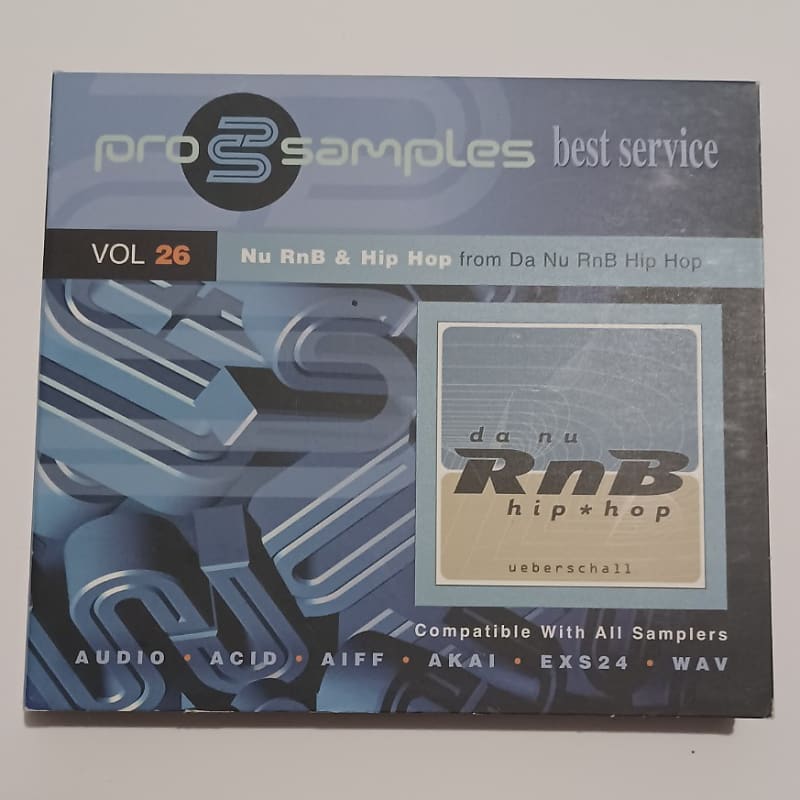 pro samples best service
VOL 26 Nu RnB & Hip Hop from Da Nu RnB Hip Hop
da nu
RnB
hip*hop
ueberschall
Compatible With All Samplers
AUDIO • ACID • AIFF • AKAI • EXS24 • WAV